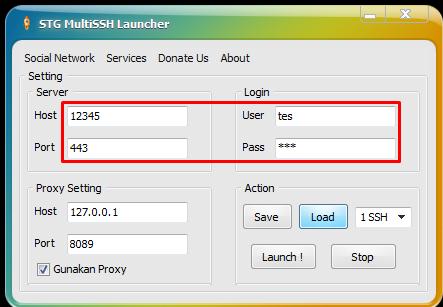 STG MultiSSH Launcher
Social Network Services Donate Us About
Setting
Server
Host 12345
Port 443
Login
User tes
Pass ***
Proxy Setting
Host 127.0.0.1
Port 8089
Gunakan Proxy
Action
Save Load 1 SSH
Launch ! Stop